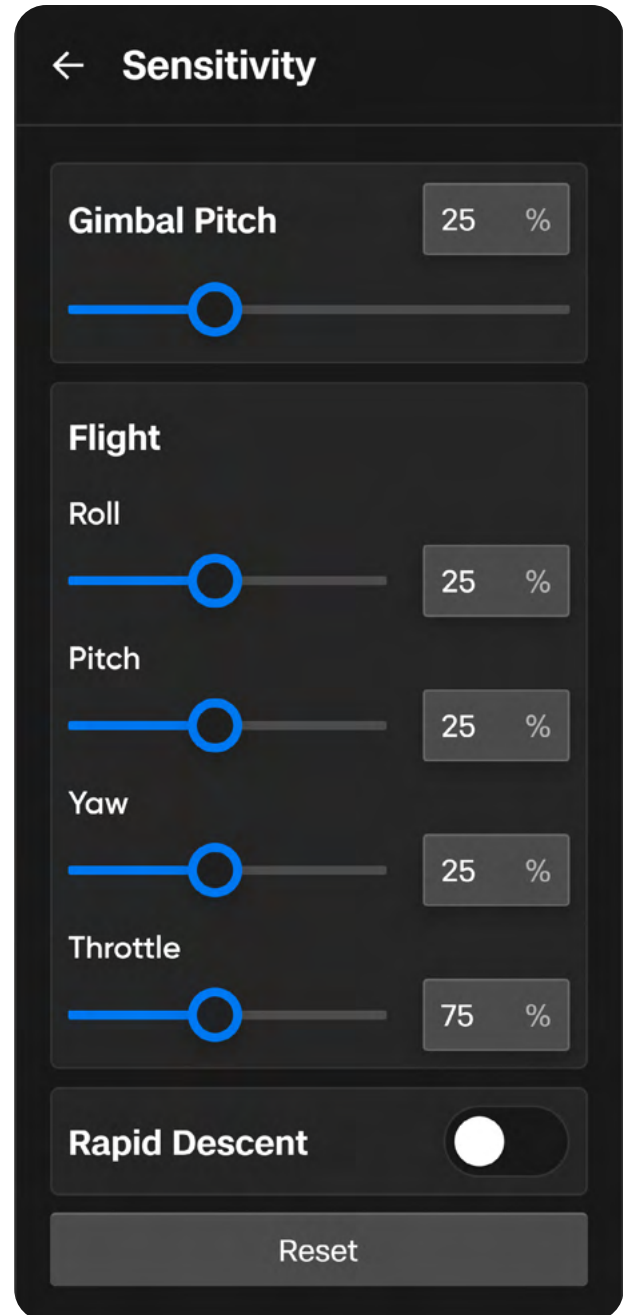 Sensitivity
Gimbal Pitch 25 %
Flight
Roll
25 %
Pitch
25 %
Yaw
25 %
Throttle
75 %
Rapid Descent
Reset